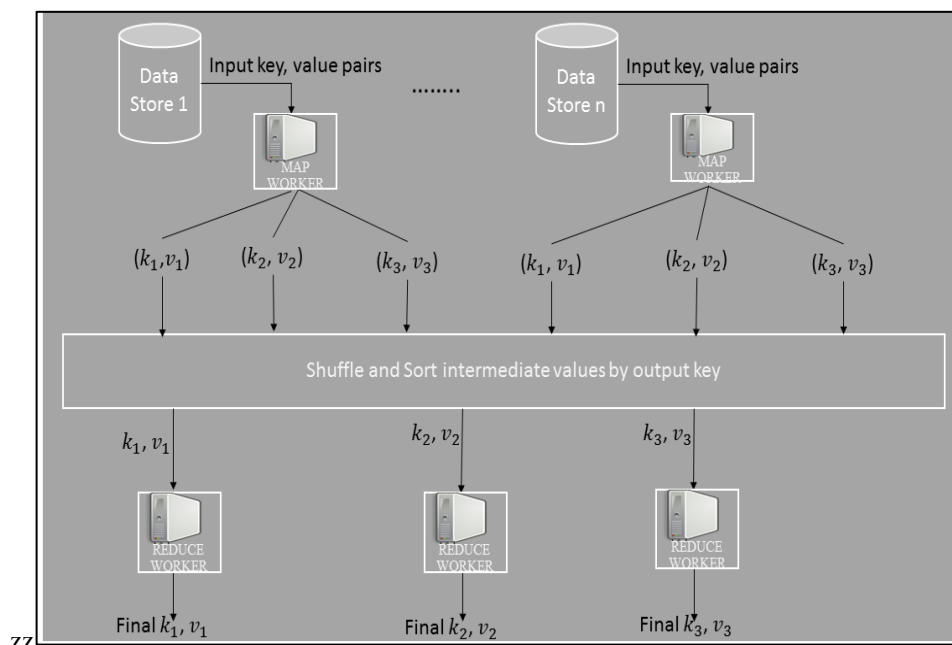 Data
Store 1
Input key, value pairs
........
Data
Store n
Input key, value pairs
MAP
WORKER
MAP
WORKER
(k₁,v₁)
(k₂, v₂)
(k₃, v₃)
(k₁, v₁)
(k₂, v₂)
(k₃, v₃)
Shuffle and Sort intermediate values by output key
k₁, v₁
k₂, v₂
k₃, v₃
REDUCE
WORKER
REDUCE
WORKER
REDUCE
WORKER
Final k₁, v₁
Final k₂, v₂
Final k₃, v₃
zz